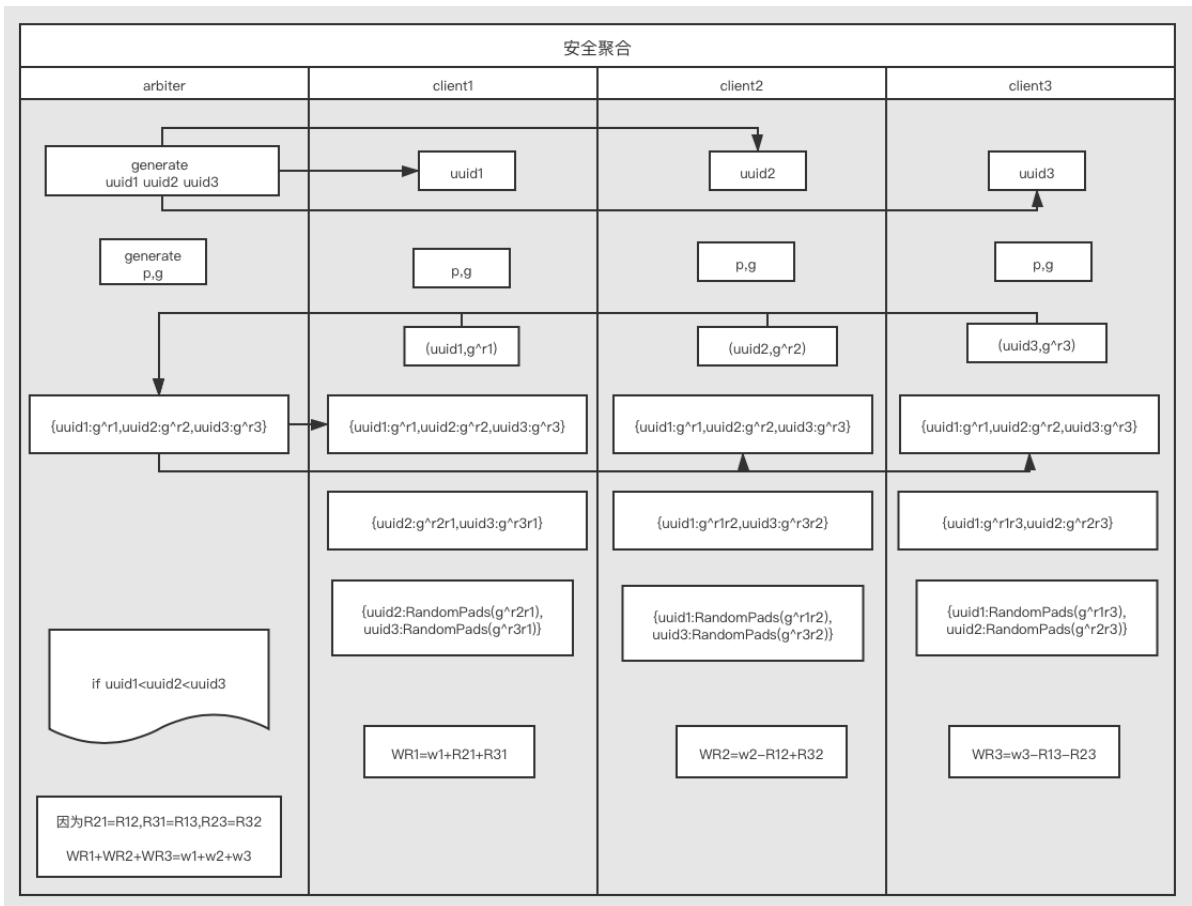 安全聚合
arbiter
client1
client2
client3
generate
uuid1 uuid2 uuid3
uuid1
uuid2
uuid3
generate
p,g
p,g
p,g
p,g
(uuid1,g^r1)
(uuid2,g^r2)
(uuid3,g^r3)
{uuid1:g^r1,uuid2:g^r2,uuid3:g^r3}
{uuid1:g^r1,uuid2:g^r2,uuid3:g^r3}
{uuid1:g^r1,uuid2:g^r2,uuid3:g^r3}
{uuid1:g^r1,uuid2:g^r2,uuid3:g^r3}
{uuid2:g^r2r1,uuid3:g^r3r1}
{uuid1:g^r1r2,uuid3:g^r3r2}
{uuid1:g^r1r3,uuid2:g^r2r3}
{uuid2:RandomPads(g^r2r1),
uuid3:RandomPads(g^r3r1)}
{uuid1:RandomPads(g^r1r2),
uuid3:RandomPads(g^r3r2)}
{uuid1:RandomPads(g^r1r3),
uuid2:RandomPads(g^r2r3)}
if uuid1<uuid2<uuid3
WR1=w1+R21+R31
WR2=w2-R12+R32
WR3=w3-R13-R23
因为R21=R12,R31=R13,R23=R32
WR1+WR2+WR3=w1+w2+w3